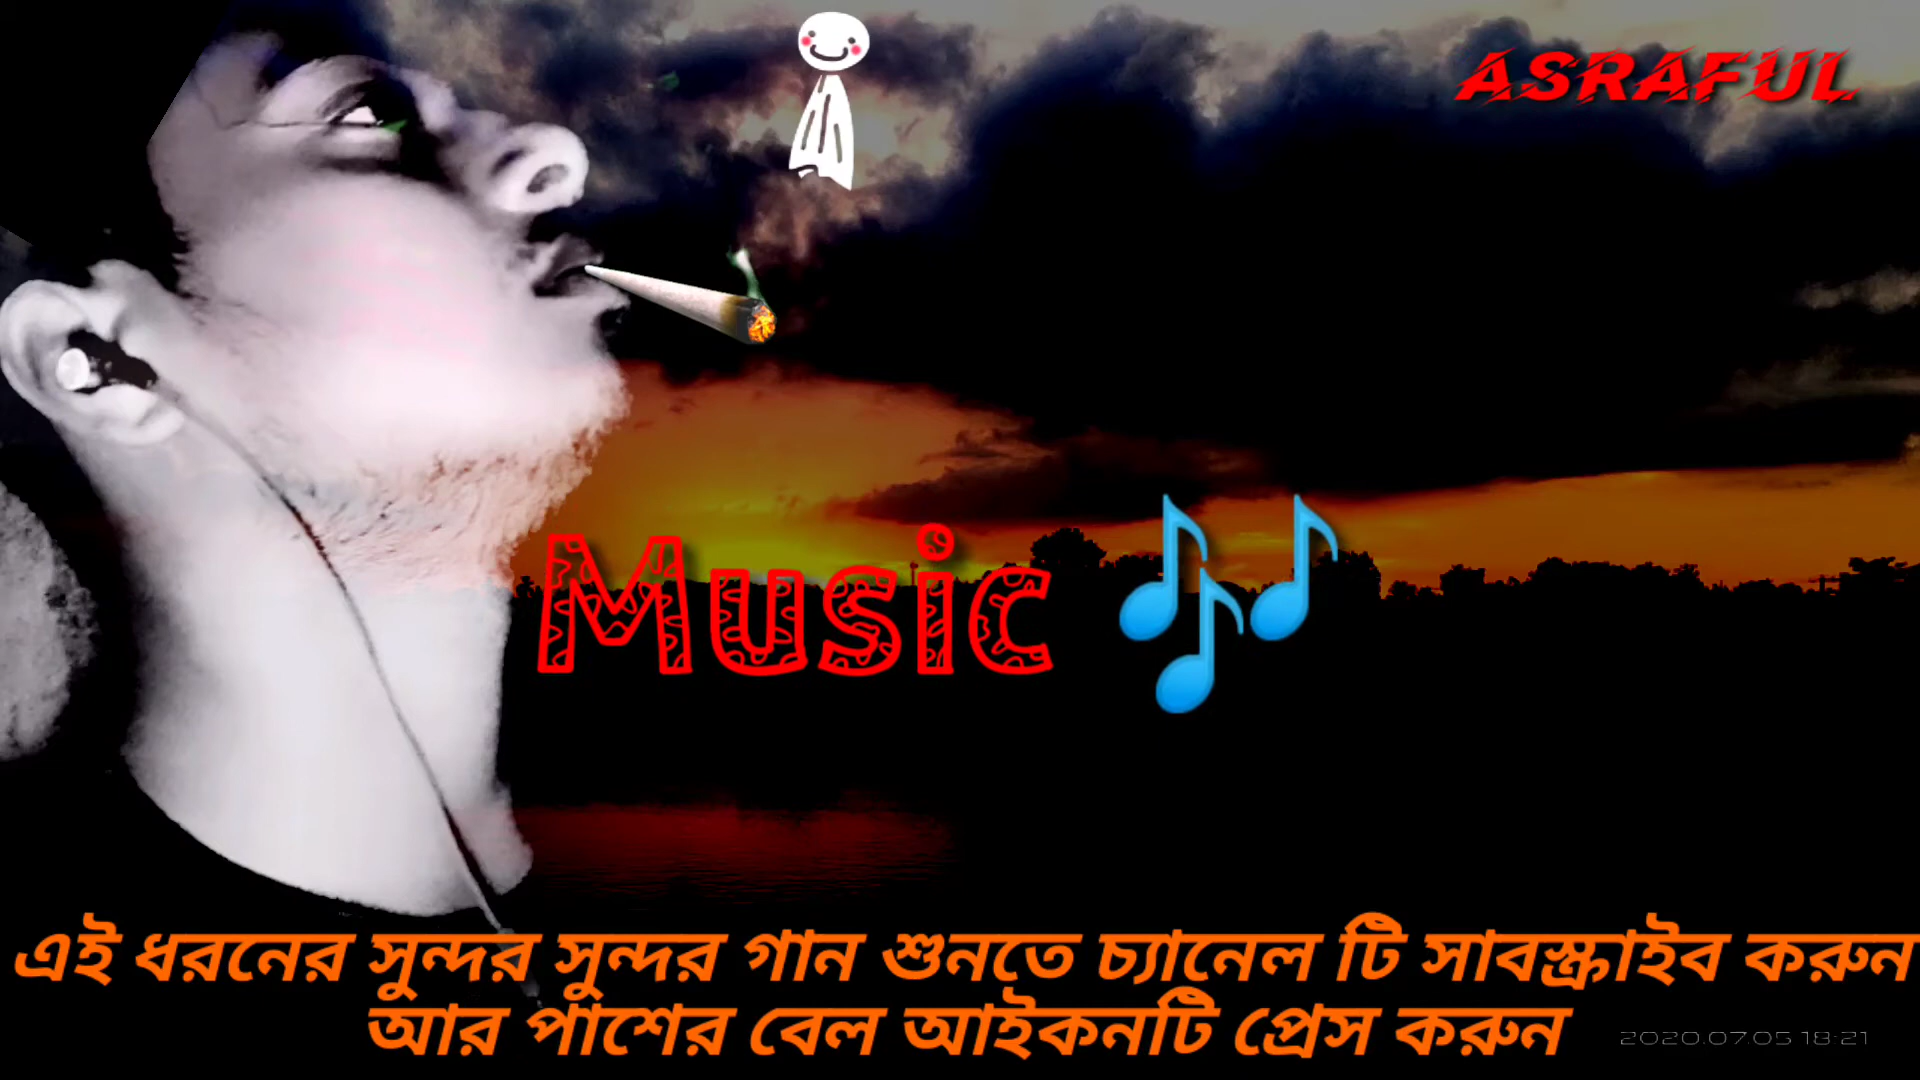 ASRAFUL
Music
এই ধরনের সুন্দর সুন্দর গান শুনতে চ্যানেল টি সাবস্ক্রাইব করুন
আর পাশের বেল আইকনটি প্রেস করুন
2020.07.05 18:21